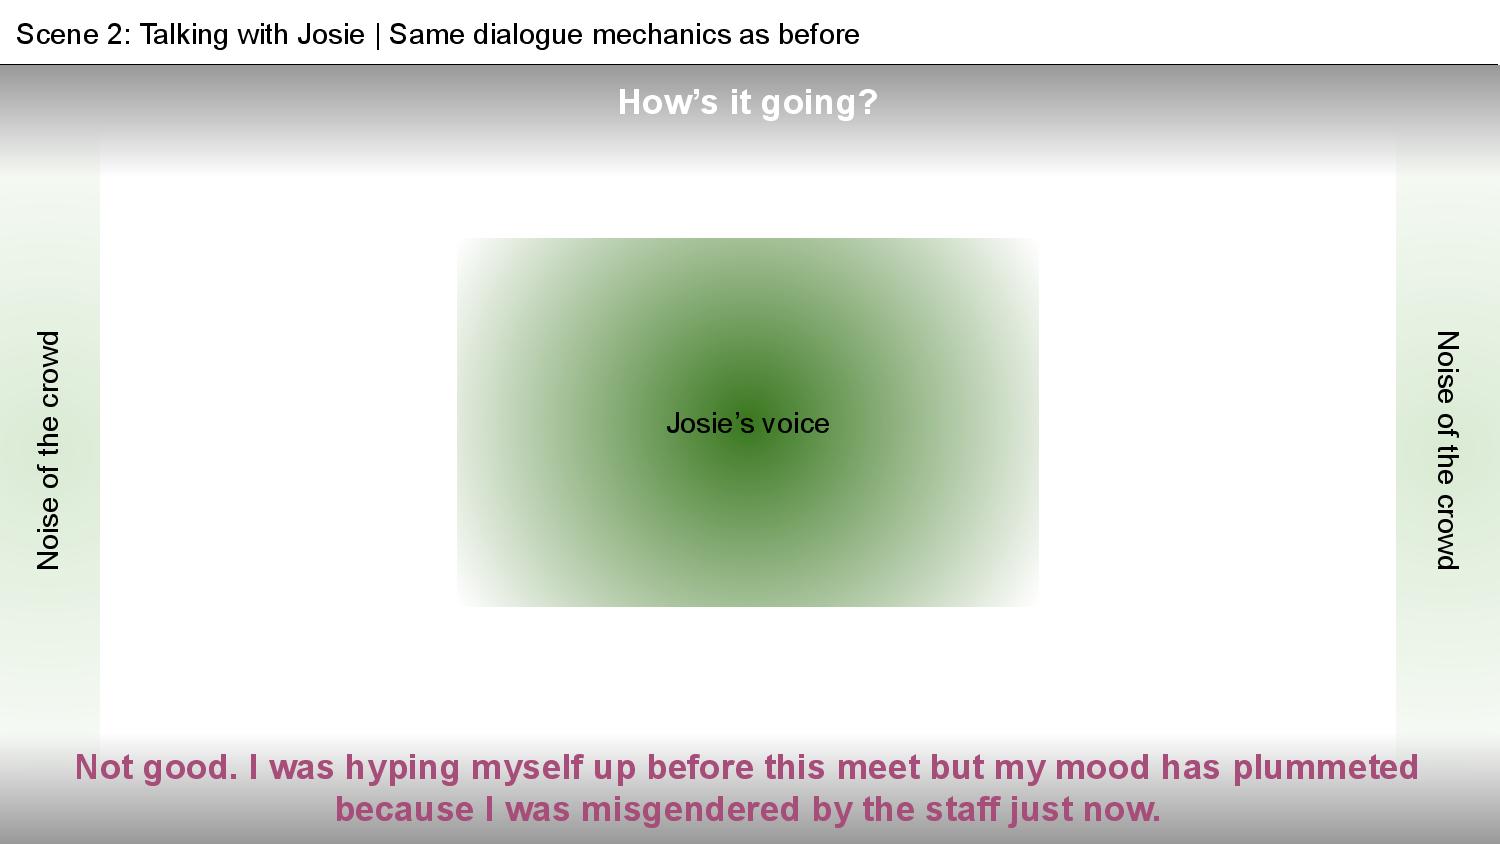 Scene 2: Talking with Josie | Same dialogue mechanics as before
How’s it going?
Noise of the crowd
Josie’s voice
Noise of the crowd
Not good. I was hyping myself up before this meet but my mood has plummeted
because I was misgendered by the staff just now.